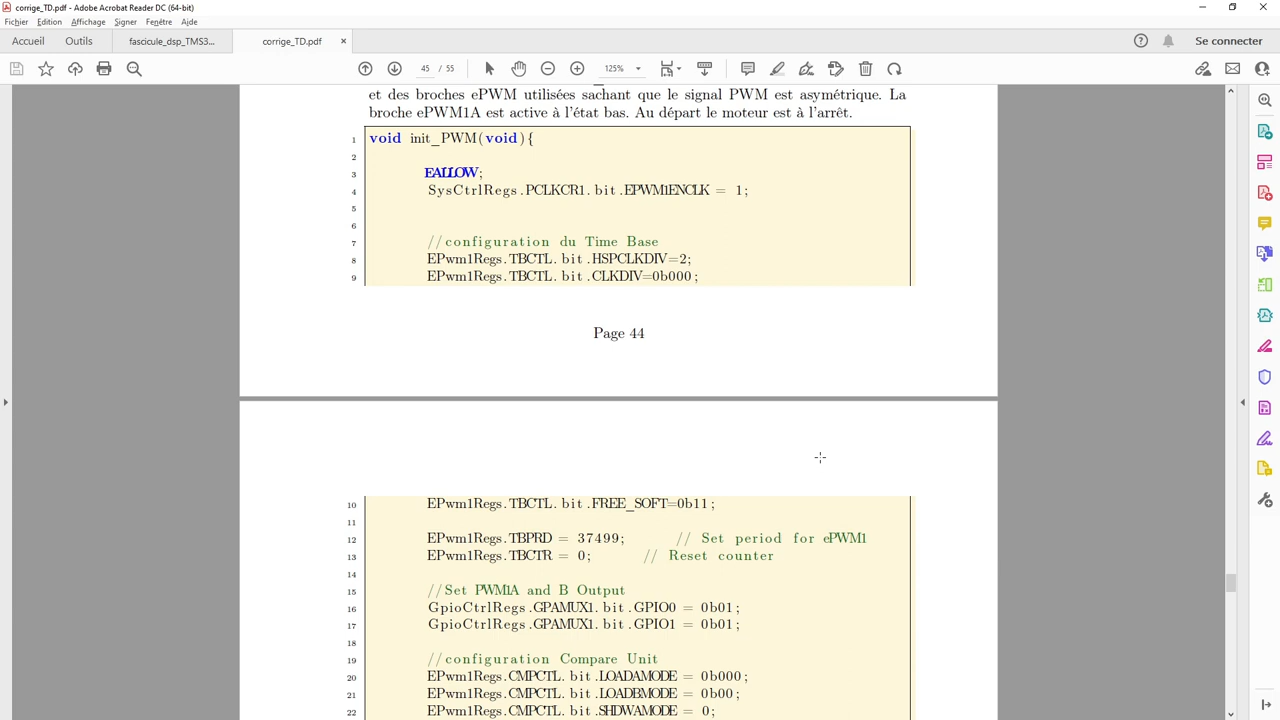 corrige_TD.pdf - Adobe Acrobat Reader DC (64-bit)
Fichier Edition Affichage Signer Fenêtre Aide
Accueil Outils fascicule_dsp_TMS3... corrige_TD.pdf × Se connecter
45 / 55 125%
et des broches ePWM utilisées sachant que le signal PWM est asymétrique. La
broche ePWM1A est active à l'état bas. Au départ le moteur est à l'arrêt.
1 void init_PWM(void){
2
3 EALLOW;
4 SysCtrlRegs.PCLKCR1.bit.EPWM1ENCLK = 1;
5
6
7 //configuration du Time Base
8 EPwm1Regs.TBCTL.bit.HSPCLKDIV=2;
9 EPwm1Regs.TBCTL.bit.CLKDIV=0b000;
Page 44
10 EPwm1Regs.TBCTL.bit.FREE_SOFT=0b11;
11
12 EPwm1Regs.TBPRD = 37499; // Set period for ePWM1
13 EPwm1Regs.TBCTR = 0; // Reset counter
14
15 //Set PWM1A and B Output
16 GpioCtrlRegs.GPAMUX1.bit.GPIO0 = 0b01;
17 GpioCtrlRegs.GPAMUX1.bit.GPIO1 = 0b01;
18
19 //configuration Compare Unit
20 EPwm1Regs.CMPCTL.bit.LOADAMODE = 0b000;
21 EPwm1Regs.CMPCTL.bit.LOADBMODE = 0b00;
22 EPwm1Regs.CMPCTL.bit.SHDWAMODE = 0;